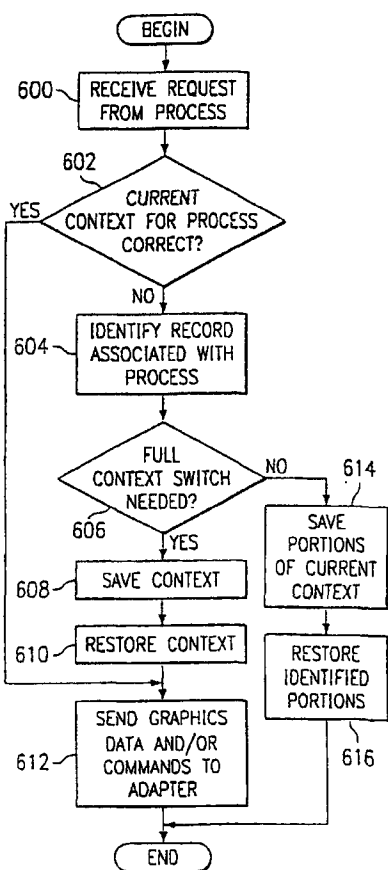 BEGIN
600
RECEIVE REQUEST
FROM PROCESS
602
CURRENT
CONTEXT FOR PROCESS
CORRECT?
YES
NO
604
IDENTIFY RECORD
ASSOCIATED WITH
PROCESS
FULL
CONTEXT SWITCH
NEEDED?
606
NO
YES
614
SAVE
PORTIONS
OF CURRENT
CONTEXT
608
SAVE CONTEXT
610
RESTORE CONTEXT
RESTORE
IDENTIFIED
PORTIONS
616
612
SEND GRAPHICS
DATA AND/OR
COMMANDS TO
ADAPTER
END